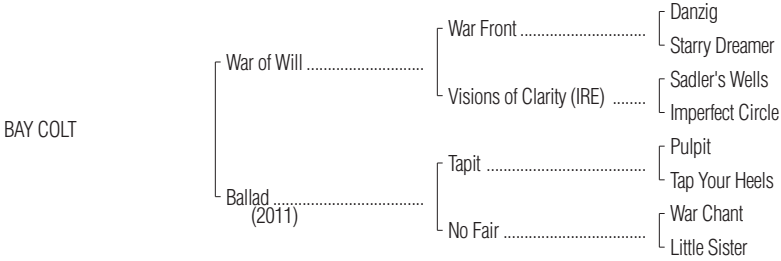 Danzig
War Front ..............................
Starry Dreamer
War of Will ............................
Sadler's Wells
Visions of Clarity (IRE) ........
Imperfect Circle
BAY COLT
Pulpit
Tapit ......................................
Tap Your Heels
Ballad ....................................
(2011)
War Chant
No Fair ..................................
Little Sister